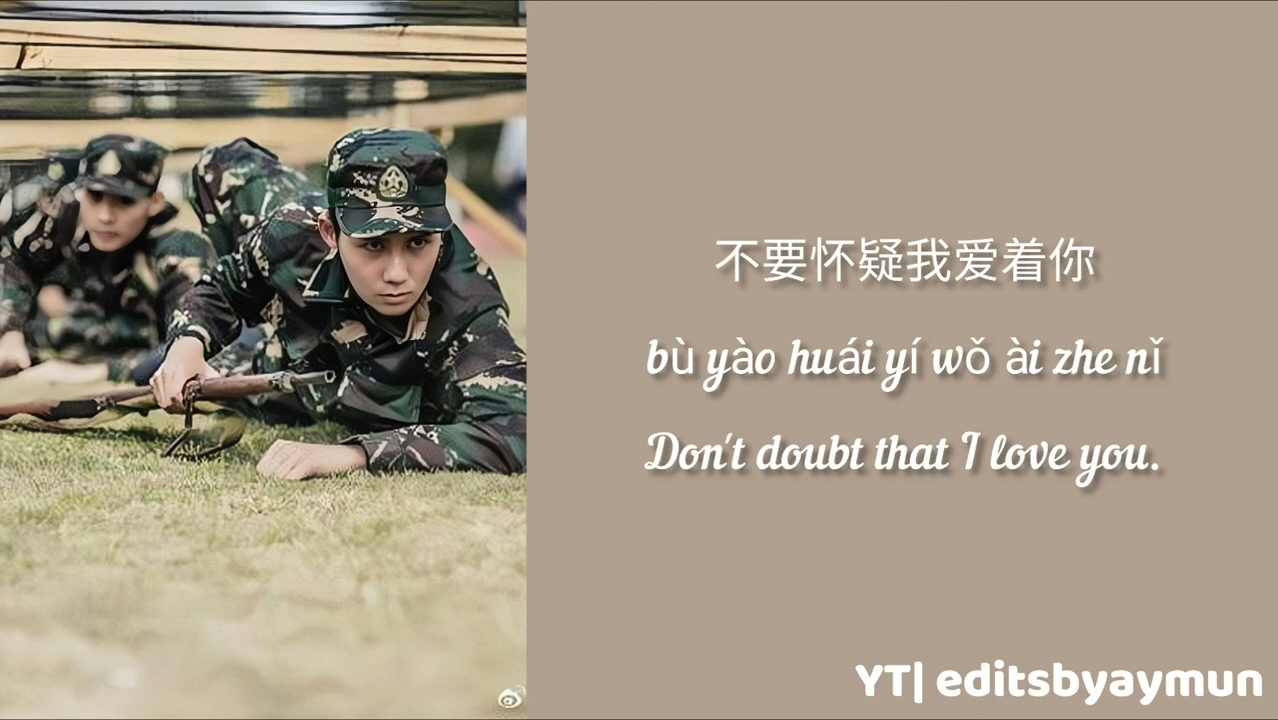 不要怀疑我爱着你
bù yào huái yí wǒ ài zhe nǐ
Don't doubt that I love you.
YT| editsbyaymun